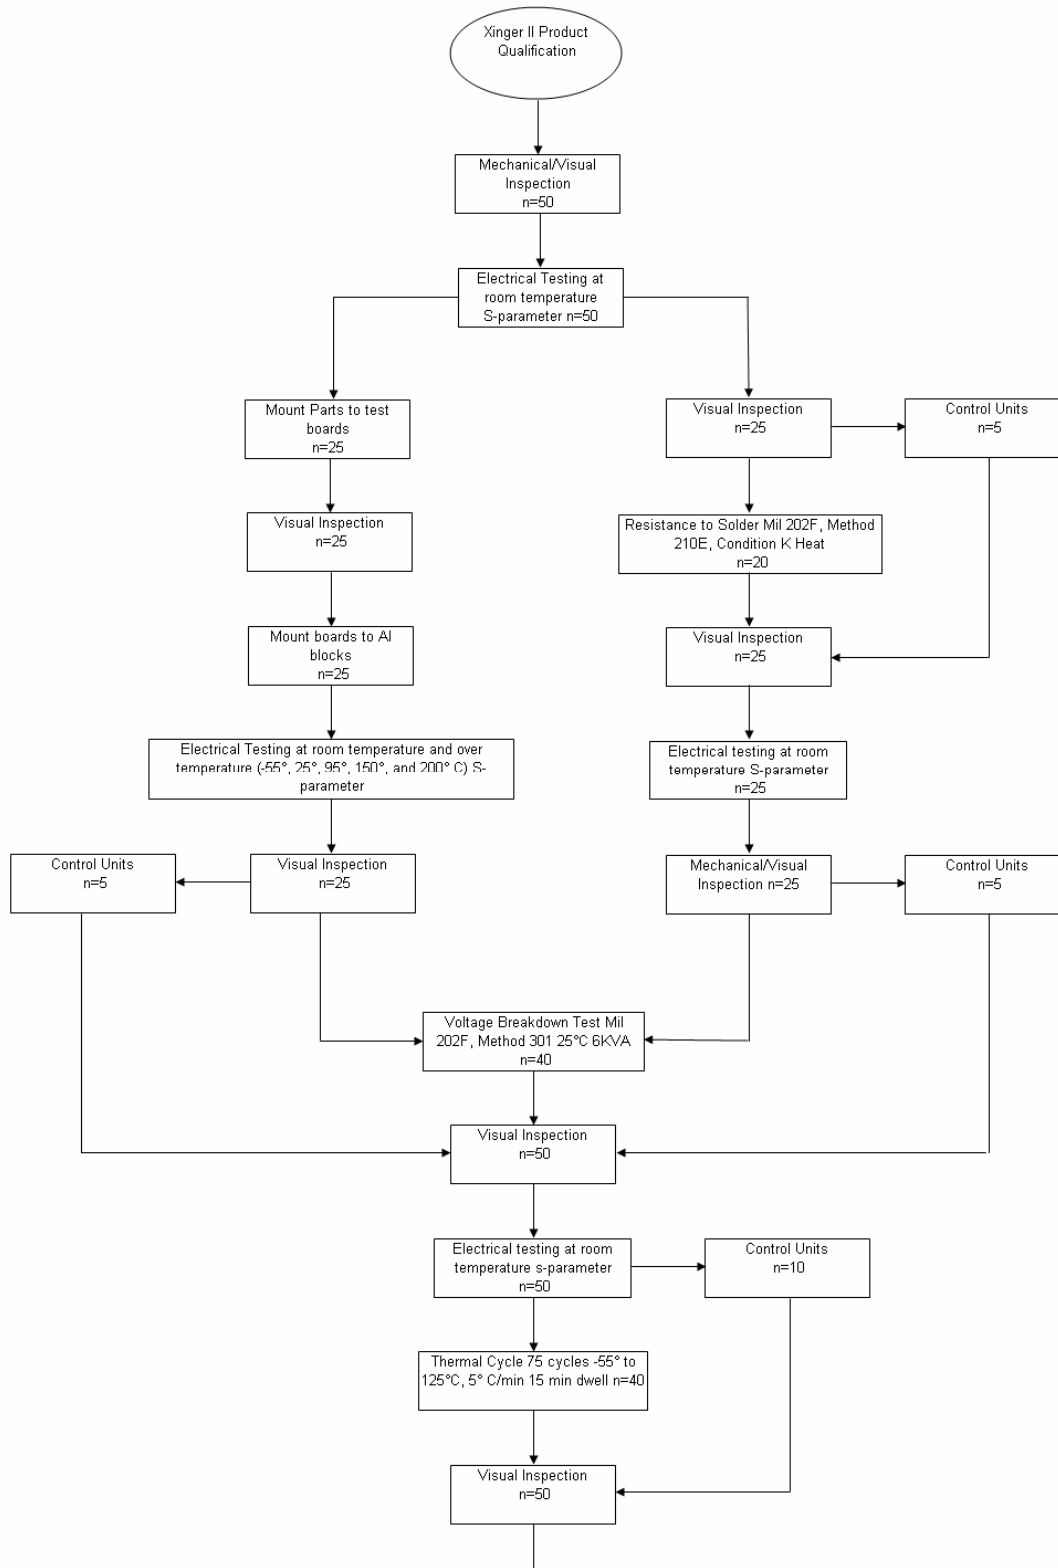 Xinger II Product
Qualification
Mechanical/Visual
Inspection
n=50
Electrical Testing at
room temperature
S-parameter n=50
Mount Parts to test
boards
n=25
Visual Inspection
n=25
Control Units
n=5
Visual Inspection
n=25
Resistance to Solder Mil 202F, Method
210E, Condition K Heat
n=20
Mount boards to Al
blocks
n=25
Visual Inspection
n=25
Electrical Testing at room temperature and over
temperature (-55°, 25°, 95°, 150°, and 200° C) S-
parameter
Electrical testing at room
temperature S-parameter
n=25
Control Units
n=5
Visual Inspection
n=25
Mechanical/Visual
Inspection n=25
Control Units
n=5
Voltage Breakdown Test Mil
202F, Method 301 25°C 6KVA
n=40
Visual Inspection
n=50
Electrical testing at room
temperature s-parameter
n=50
Control Units
n=10
Thermal Cycle 75 cycles -55° to
125°C, 5° C/min 15 min dwell n=40
Visual Inspection
n=50